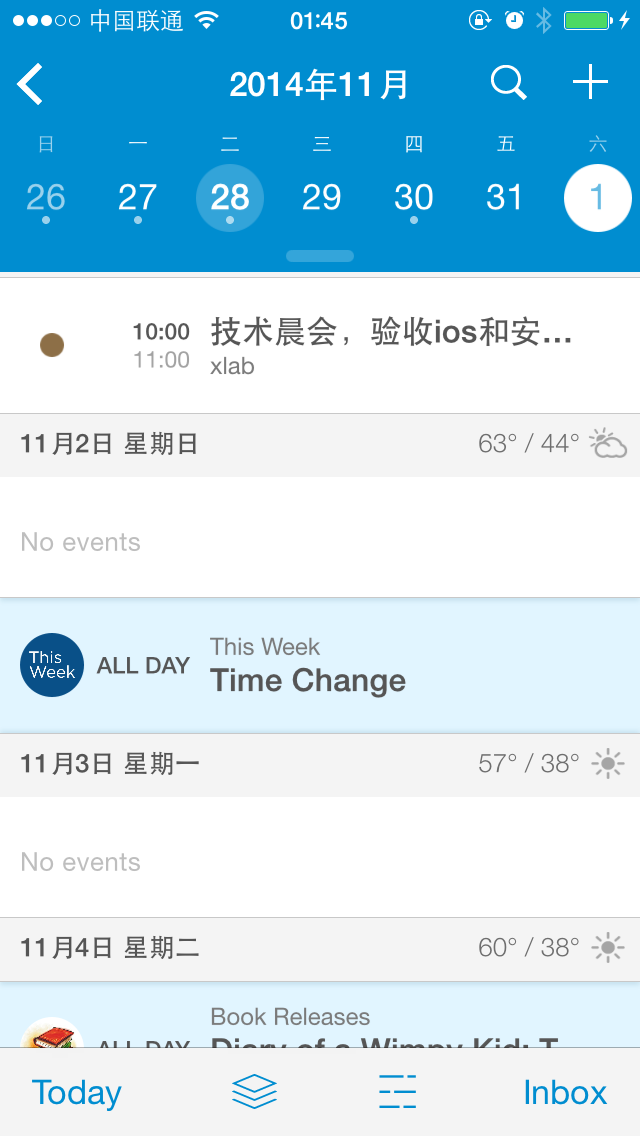 中国联通 01:45
2014年11月
日 一 二 三 四 五 六
26 27 28 29 30 31 1
10:00 技术晨会，验收ios和安...
11:00 xlab
11月2日 星期日 63° / 44°
No events
This Week
This Week ALL DAY
Time Change
11月3日 星期一 57° / 38°
No events
11月4日 星期二 60° / 38°
Book Releases
ALL DAY Diary of a Wimpy Kid: T
Today Inbox